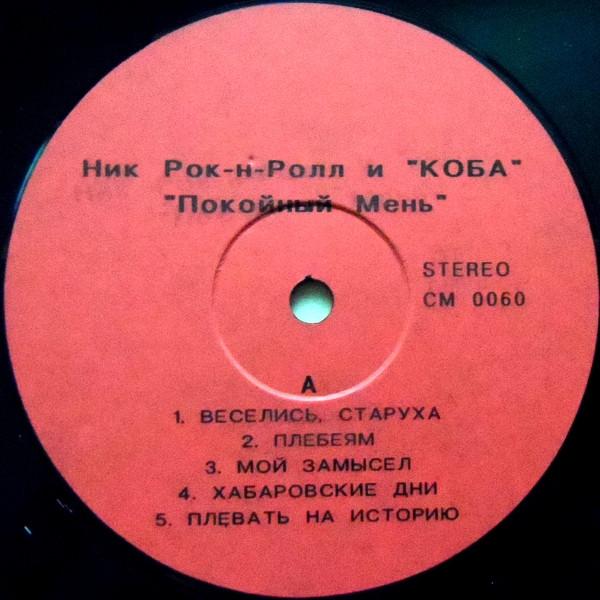 Ник Рок-н-Ролл и "КОБА"
"Покойный Мень"
STEREO
СМ 0060
А
1. ВЕСЕЛИСЬ, СТАРУХА
2. ПЛЕБЕЯМ
3. МОЙ ЗАМЫСЕЛ
4. ХАБАРОВСКИЕ ДНИ
5. ПЛЕВАТЬ НА ИСТОРИЮ